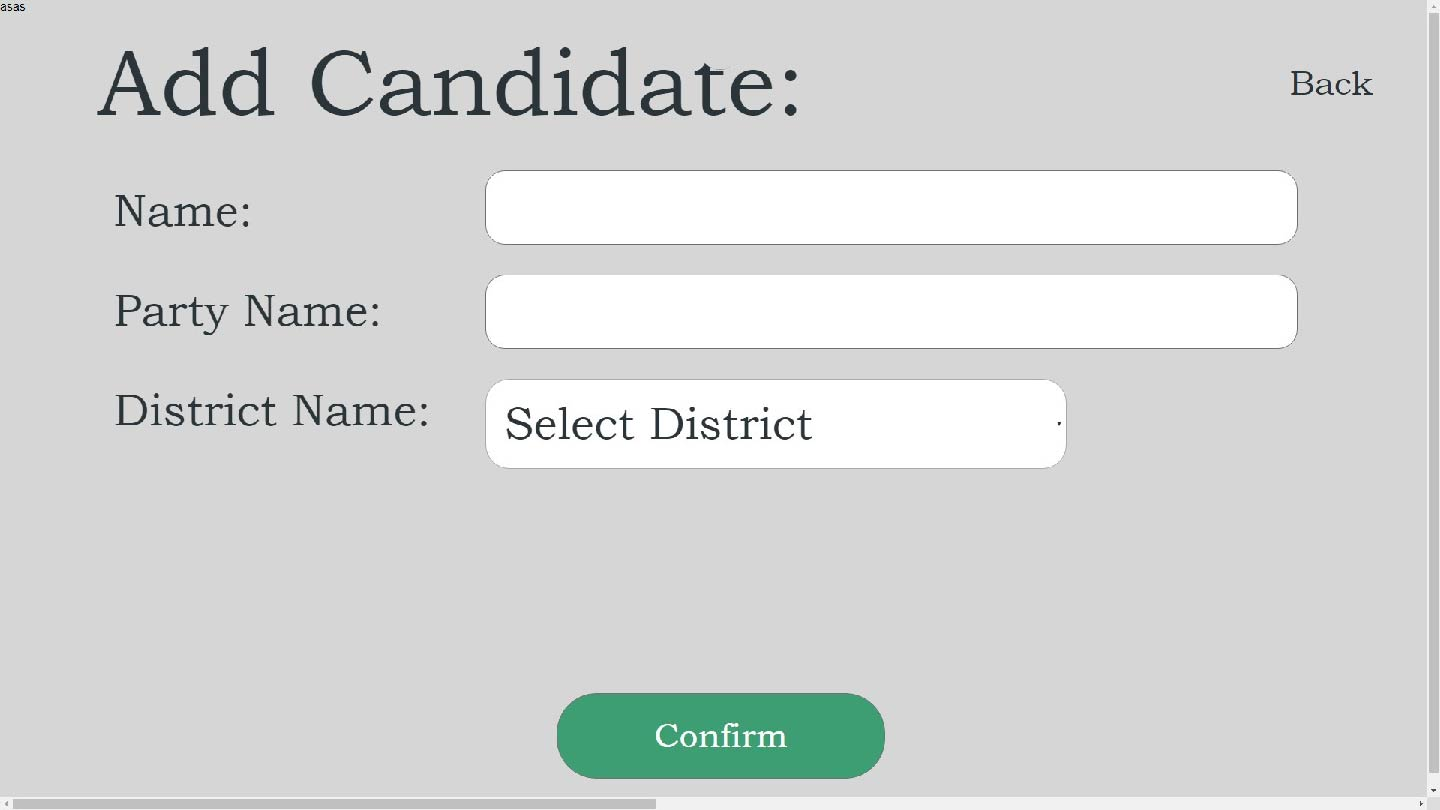 asas
Add Candidate:
Back
Name:
Party Name:
District Name:
Select District
Confirm